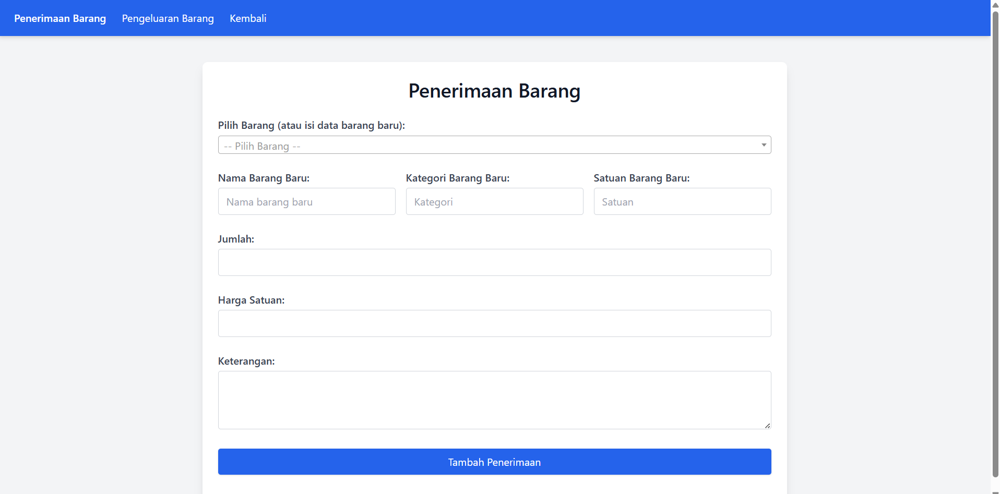 Penerimaan Barang Pengeluaran Barang Kembali
Penerimaan Barang
Pilih Barang (atau isi data barang baru):
-- Pilih Barang --
Nama Barang Baru: Kategori Barang Baru: Satuan Barang Baru:
Nama barang baru Kategori Satuan
Jumlah:
Harga Satuan:
Keterangan:
Tambah Penerimaan